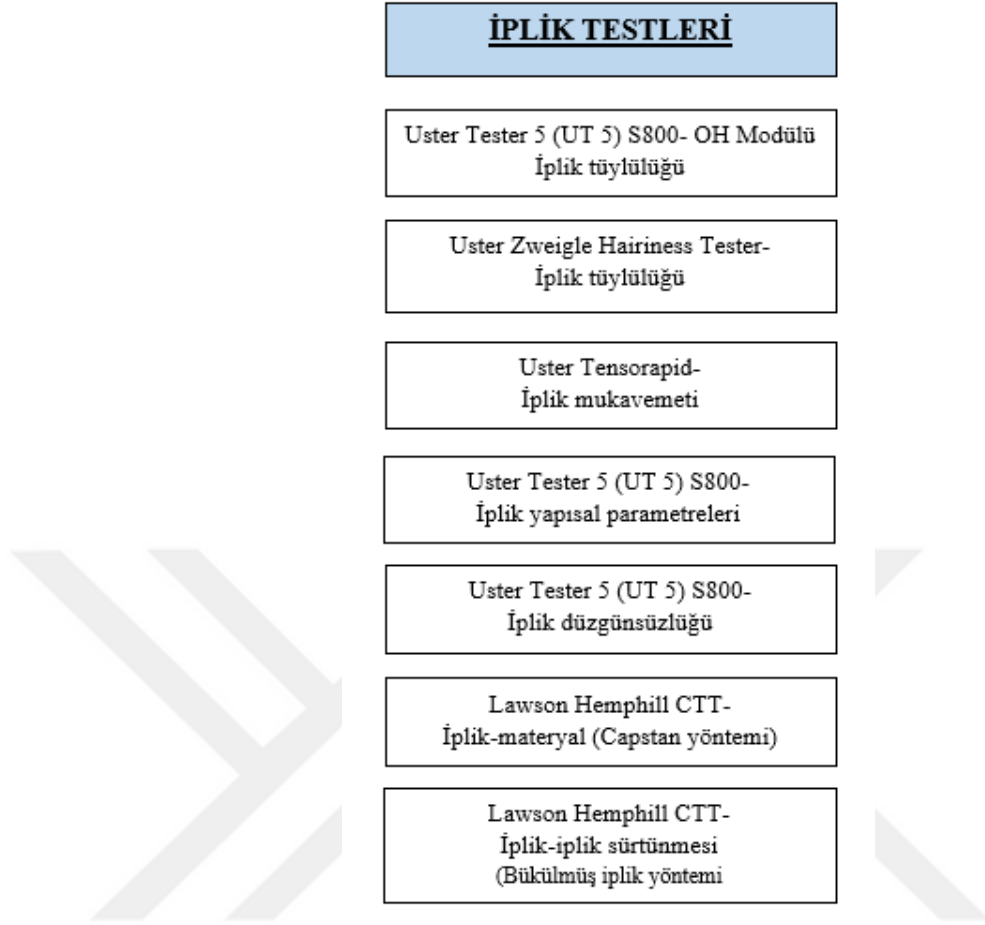 İPLİK TESTLERİ
Uster Tester 5 (UT 5) S800- OH Modülü
İplik tüylülüğü
Uster Zweigle Hairiness Tester-
İplik tüylülüğü
Uster Tensorapid-
İplik mukavemeti
Uster Tester 5 (UT 5) S800-
İplik yapısal parametreleri
Uster Tester 5 (UT 5) S800-
İplik düzgünsüzlüğü
Lawson Hemphill CTT-
İplik-materyal (Capstan yöntemi)
Lawson Hemphill CTT-
İplik-iplik sürtünmesi
(Bükülmüş iplik yöntemi